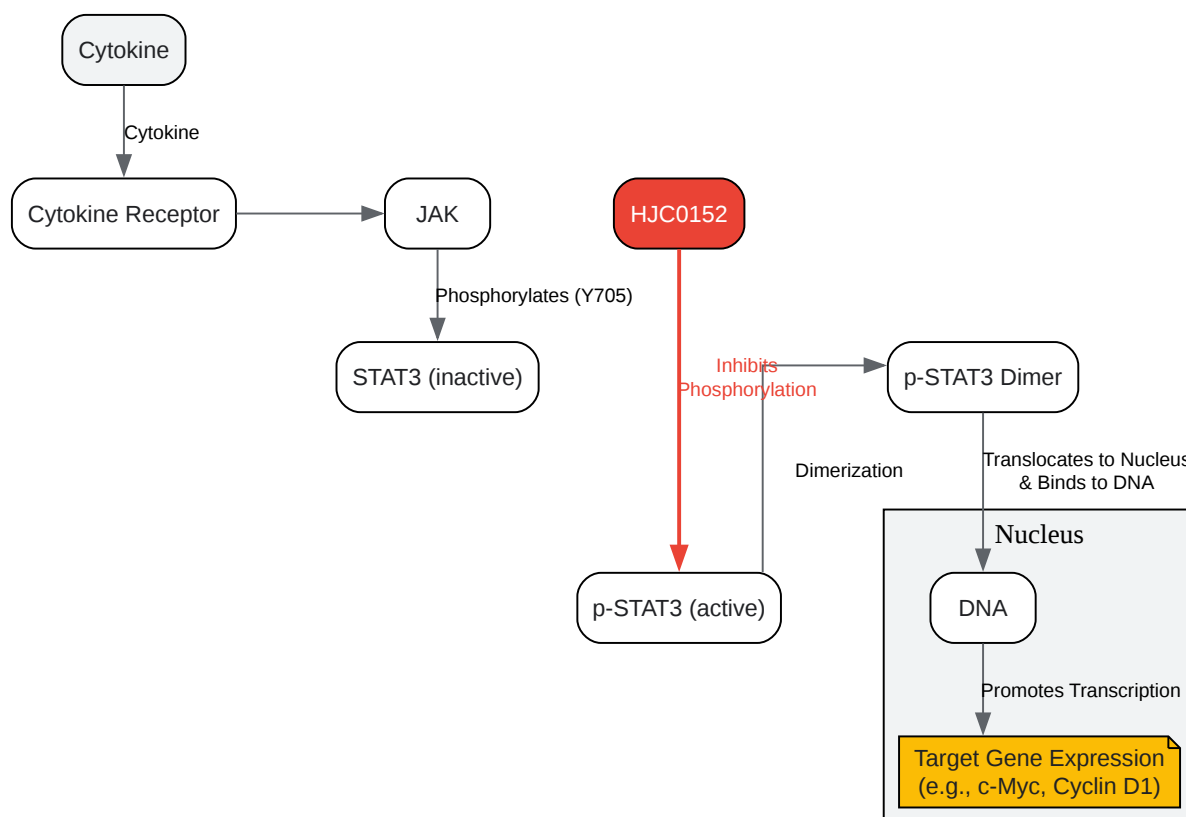 Cytokine
Cytokine
Cytokine Receptor
JAK
HJC0152
Phosphorylates (Y705)
STAT3 (inactive)
Inhibits
Phosphorylation
p-STAT3 Dimer
Dimerization
Translocates to Nucleus
& Binds to DNA
Nucleus
p-STAT3 (active)
DNA
Promotes Transcription
Target Gene Expression
(e.g., c-Myc, Cyclin D1)